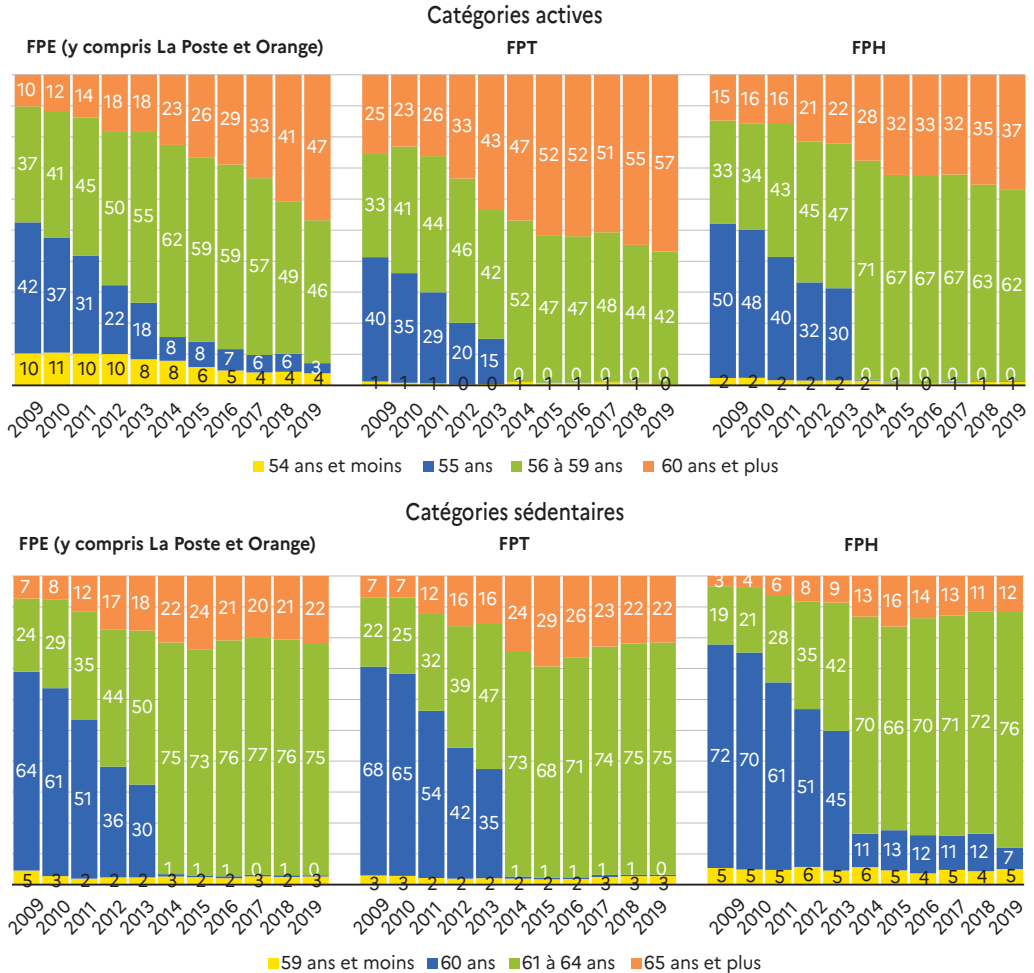 Catégories actives
FPE (y compris La Poste et Orange) FPT FPH
10 12 14 18 18 23 26 29 33 41 47
37 41 45 50 55 62 59 59 57 49 46
42 37 31 22 18 8 8 7 6 6 3
10 11 10 10 8 8 6 5 4 4 4
25 23 26 33 43 47 52 52 51 55 57
33 41 44 46 42 52 47 47 48 44 42
40 35 29 20 15 0 0 0 0 0 0
1 1 0 0 1 0 1 1 1 0
15 16 16 21 22 28 32 33 32 35 37
33 34 43 45 47 71 67 67 67 63 62
50 48 40 32 30 0 0 0 0 0
2 2 2 2 2 2 1 0 1 1 1
2009 2010 2011 2012 2013 2014 2015 2016 2017 2018 2019
2009 2010 2011 2012 2013 2014 2015 2016 2017 2018 2019
2009 2010 2011 2012 2013 2014 2015 2016 2017 2018 2019
54 ans et moins 55 ans 56 à 59 ans 60 ans et plus
Catégories sédentaires
FPE (y compris La Poste et Orange) FPT FPH
7 8 12 17 18 22 24 21 20 21 22
24 29 35 44 50 75 73 76 77 76 75
64 61 51 36 30 1 1 1 0 1 0
5 3 2 2 2 3 2 2 3 2 3
7 7 12 16 16 24 29 26 23 22 22
22 25 32 39 47 73 68 71 74 75 75
68 65 54 42 35 1 1 1 1 1 0
3 3 2 2 2 2 2 2 3 3 3
3 4 6 8 9 13 16 14 13 11 12
19 21 28 35 42 70 66 70 71 72 76
72 70 61 51 45 11 13 12 11 12 7
5 5 5 6 5 6 5 4 5 4 5
2009 2010 2011 2012 2013 2014 2015 2016 2017 2018 2019
2009 2010 2011 2012 2013 2014 2015 2016 2017 2018 2019
2009 2010 2011 2012 2013 2014 2015 2016 2017 2018 2019
59 ans et moins 60 ans 61 à 64 ans 65 ans et plus